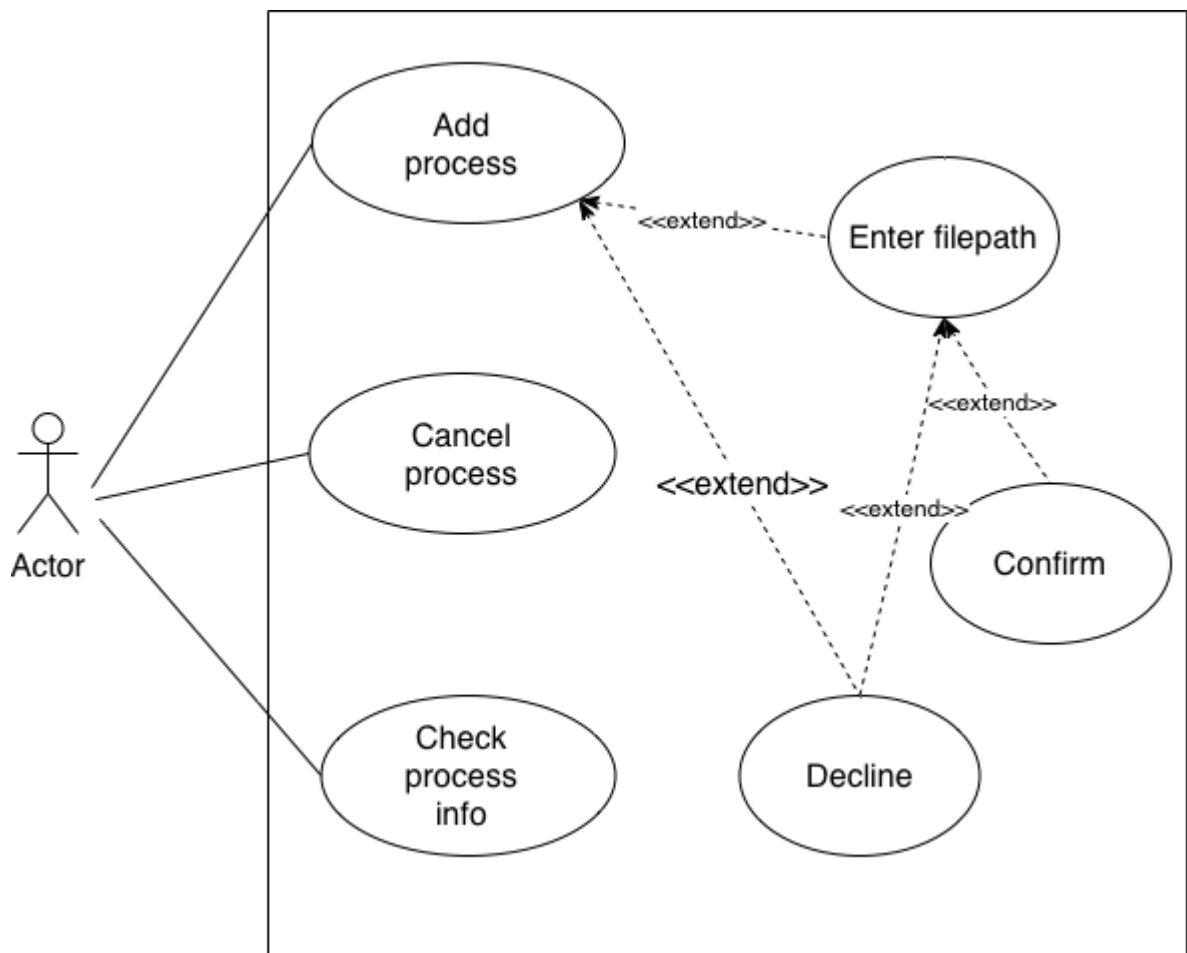 Add
process
<<extend>>
Enter filepath
<<extend>>
Cancel
process
<<extend>>
<<extend>>
Actor
Confirm
Check
process
info
Decline